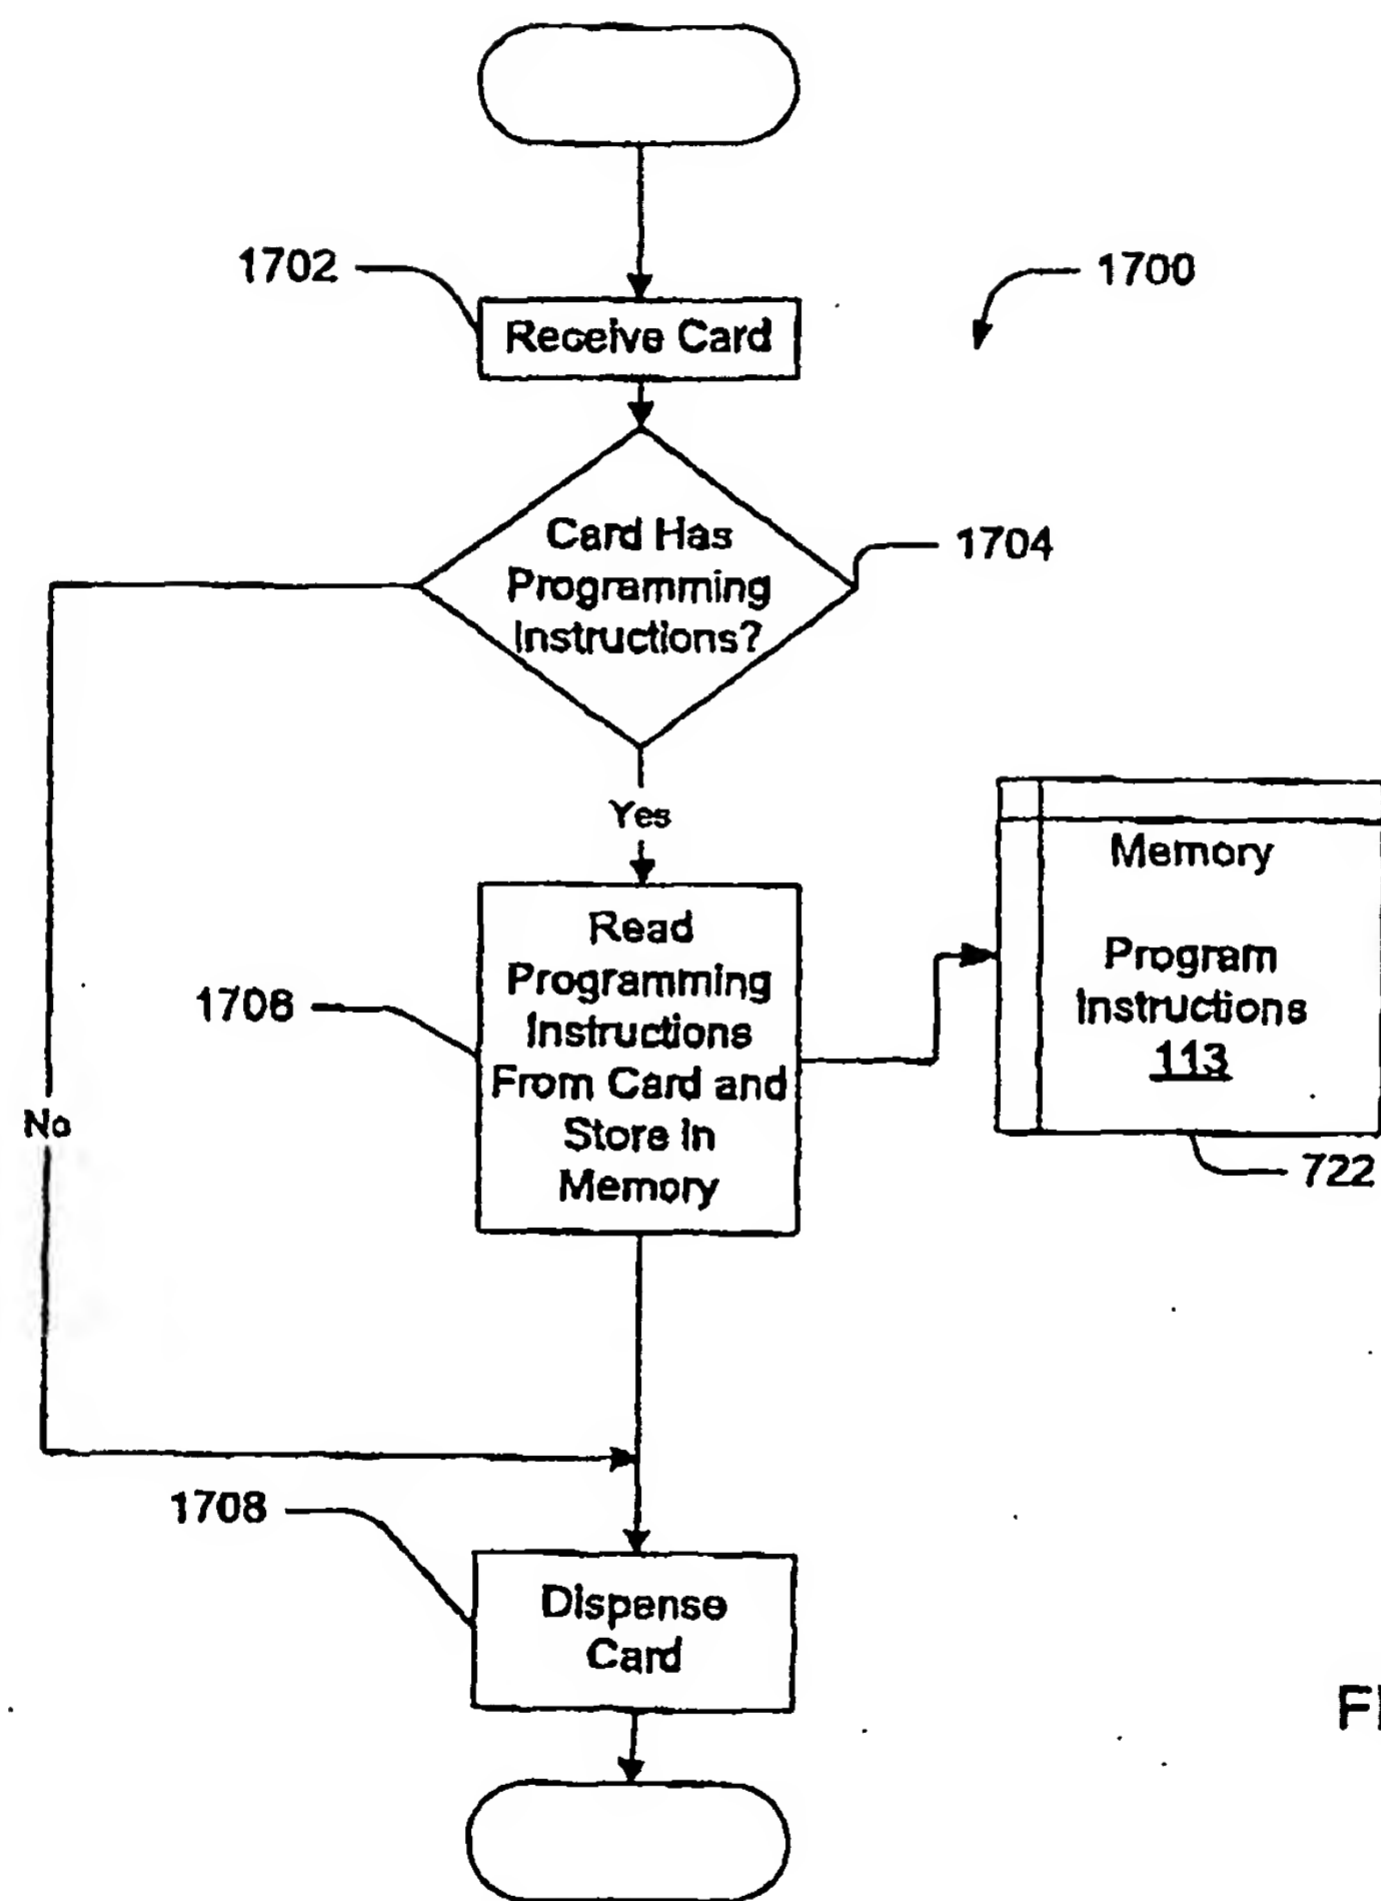 1702
1700
Receive Card
Card Has
Programming
Instructions?
1704
Yes
Memory
Read
Programming
Instructions
From Card and
Store in
Memory
1706
Program
Instructions
113
No
722
1708
Dispense
Card